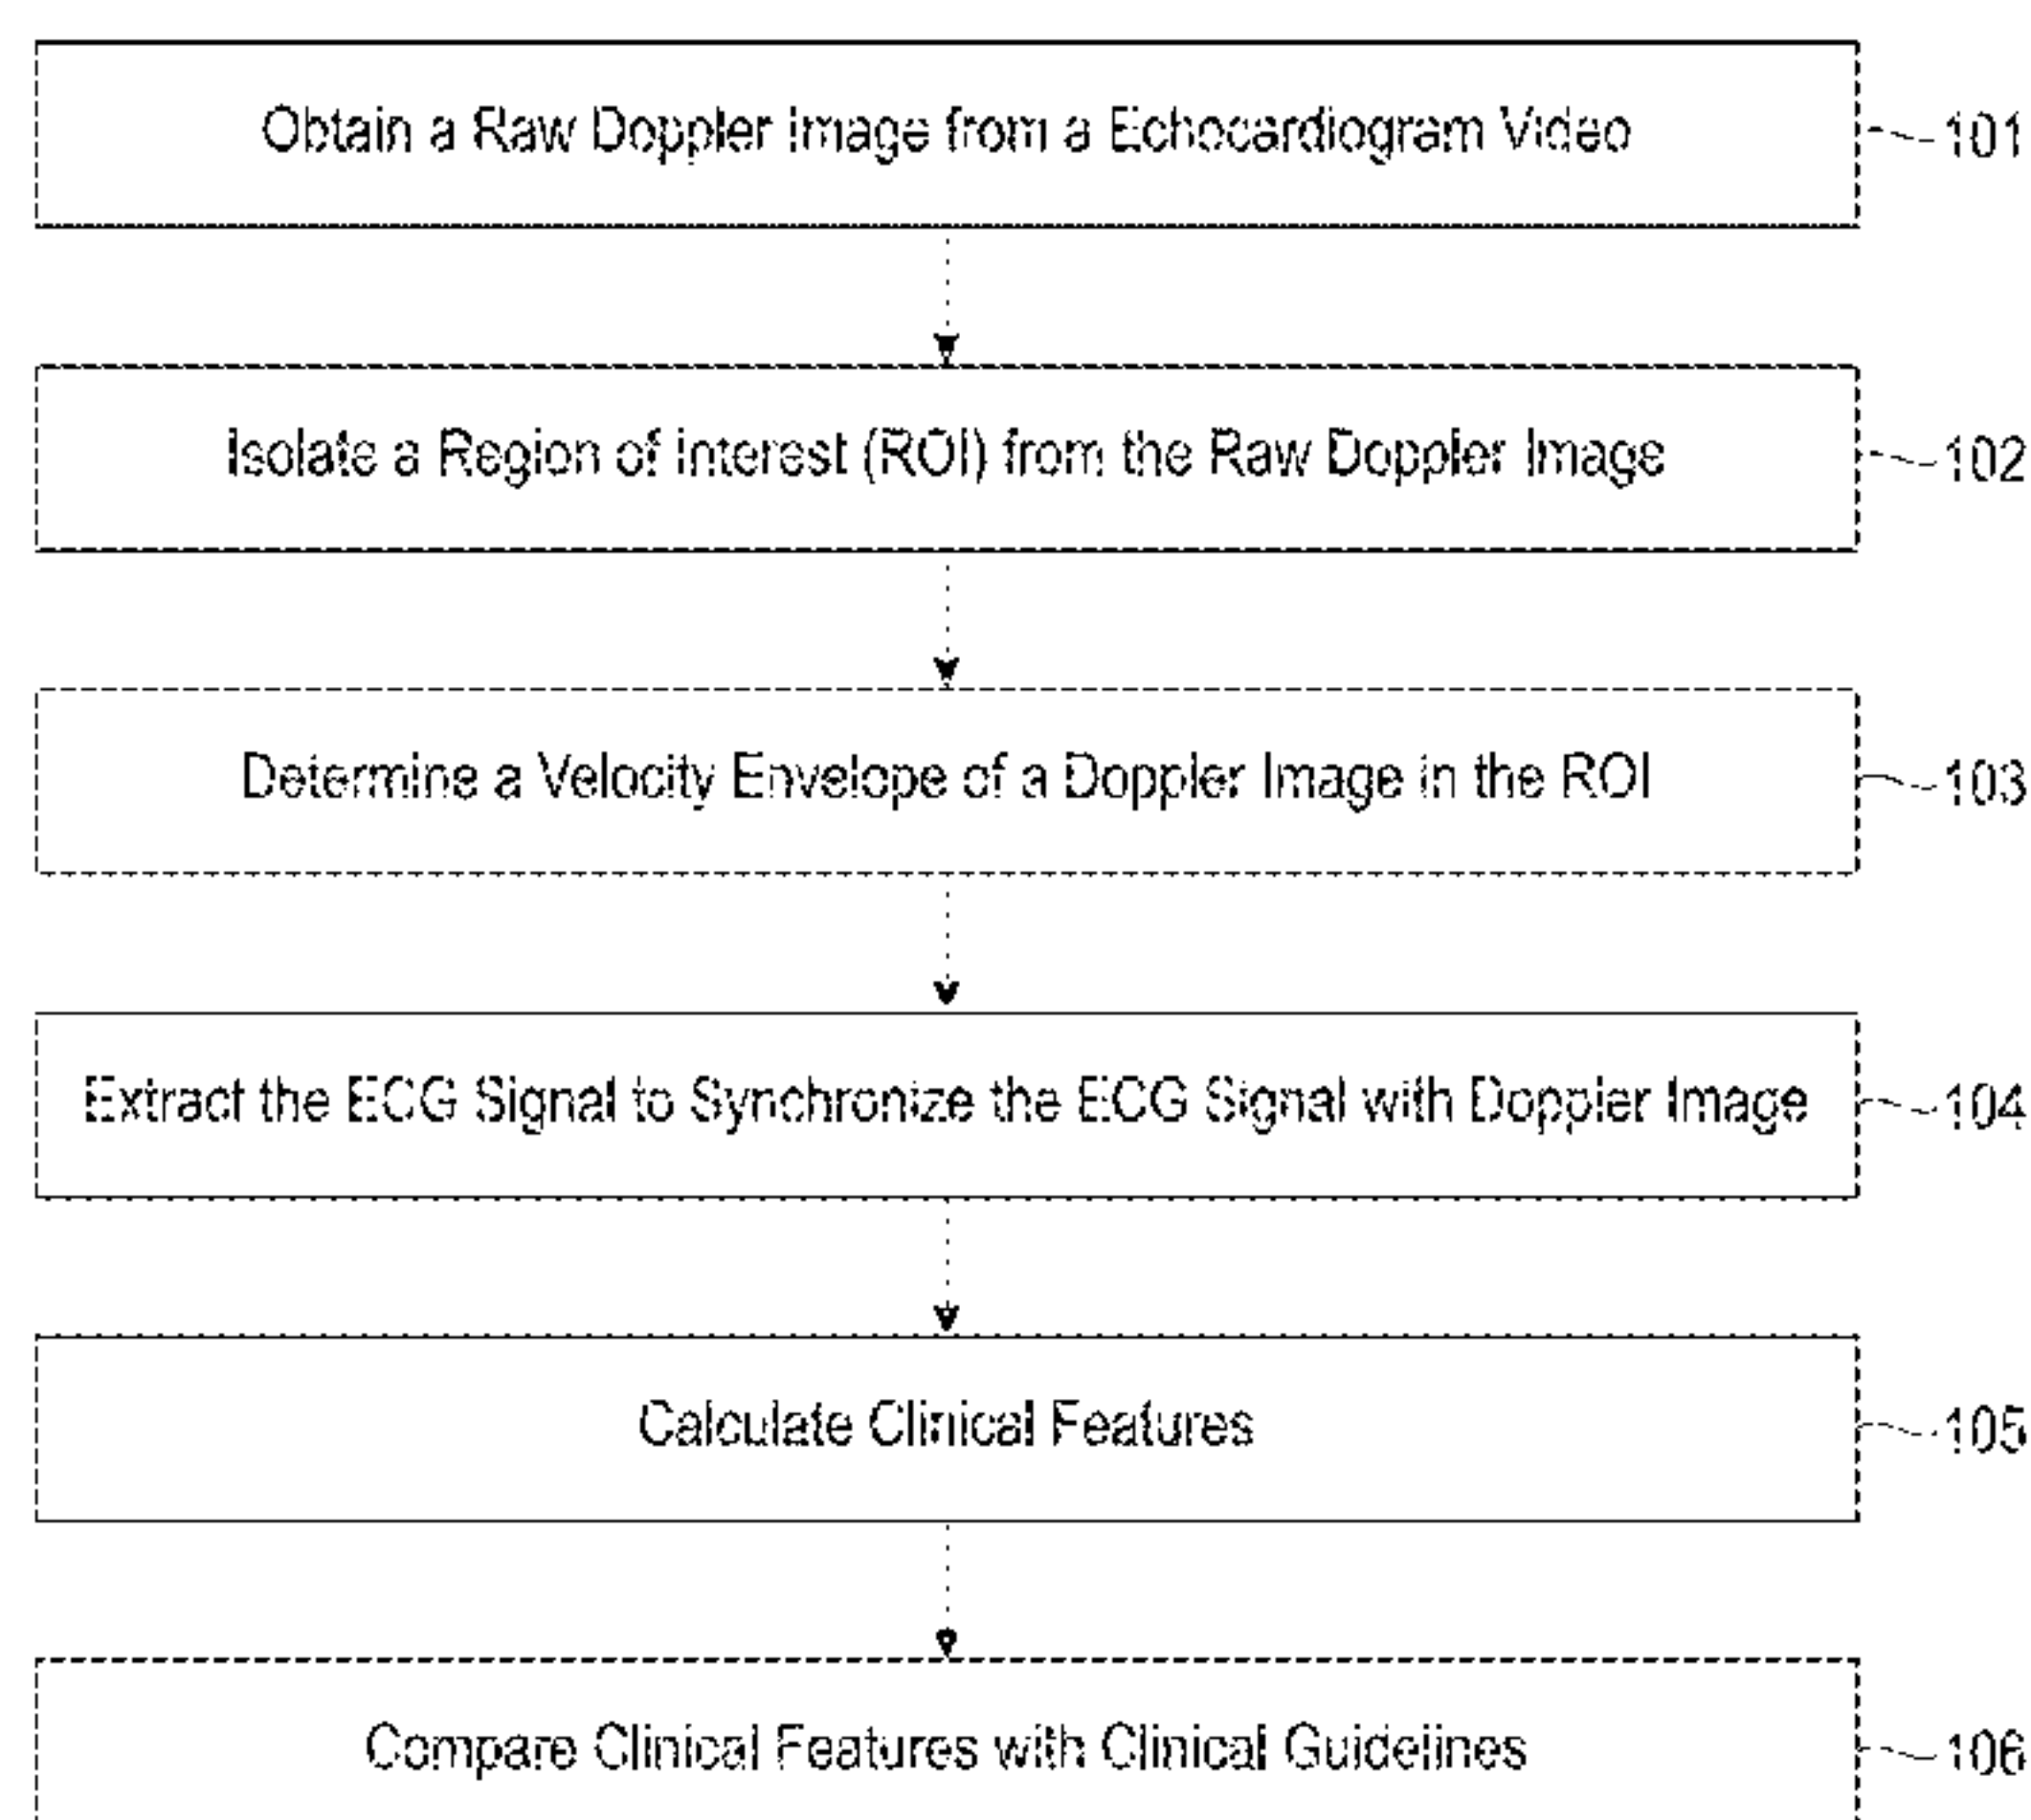 Obtain a Raw Doppler Image from a Echocardiogram Video
101
Isolate a Region of Interest (ROI) from the Raw Doppler Image
102
Determine a Velocity Envelope of a Doppler Image in the ROI
103
Extract the ECG Signal to Synchronize the ECG Signal with Doppler Image
104
Calculate Clinical Features
105
Compare Clinical Features with Clinical Guidelines
106